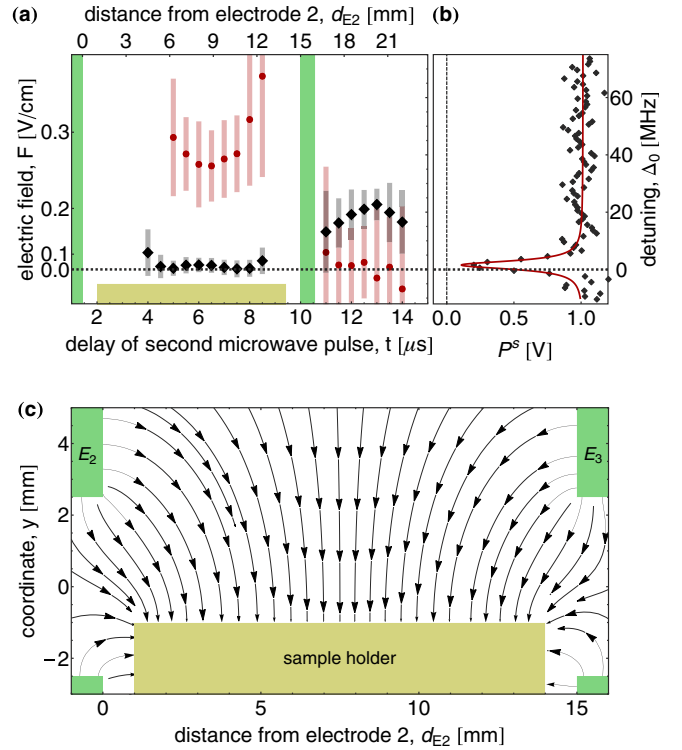 (a) distance from electrode 2, d_E2 [mm] (b)
0 3 6 9 12 15 18 21
electric field, F [V/cm]
0.3
0.2
0.1
0.0
0 2 4 6 8 10 12 14
delay of second microwave pulse, t [μs]
60
40
20
0
detuning, Δ_0 [MHz]
0.0 0.5 1.0
P^s [V]
(c)
coordinate, y [mm]
4
2
0
−2
E_2
E_3
sample holder
0 5 10 15
distance from electrode 2, d_E2 [mm]